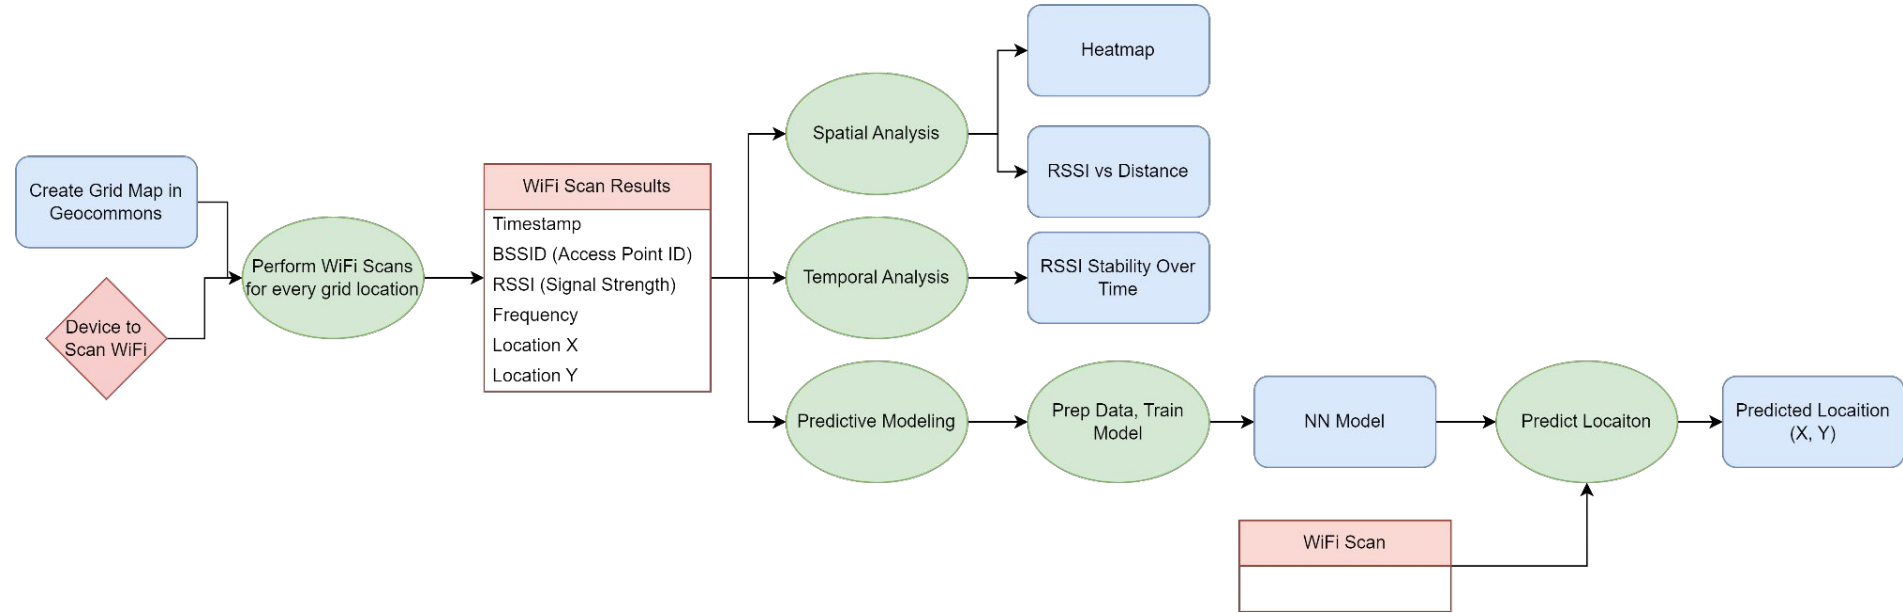 Create Grid Map in
Geocommons
Device to
Scan WiFi
Perform WiFi Scans
for every grid location
WiFi Scan Results
Timestamp
BSSID (Access Point ID)
RSSI (Signal Strength)
Frequency
Location X
Location Y
Spatial Analysis
Heatmap
RSSI vs Distance
Temporal Analysis
RSSI Stability Over
Time
Predictive Modeling
Prep Data, Train
Model
NN Model
Predict Locaiton
Predicted Locaition
(X, Y)
WiFi Scan